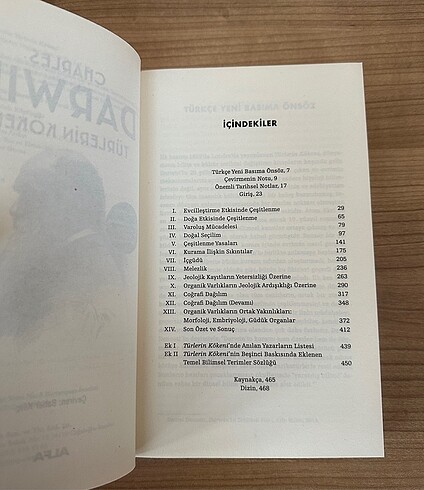 CHARLES
DARWIN
TÜRLERİN KÖKENİ
ALFA
TÜRKÇE YENİ BASIMA ÖNSÖZ
İÇİNDEKİLER
Türkçe Yeni Basıma Önsöz, 7
Çevirmenin Notu, 9
Önemli Tarihsel Notlar, 17
Giriş, 23
I. Evcilleştirme Etkisinde Çeşitlenme 29
II. Doğa Etkisinde Çeşitlenme 65
III. Varoluş Mücadelesi 79
IV. Doğal Seçilim 97
V. Çeşitlenme Yasaları 141
VI. Kurama İlişkin Sıkıntılar 175
VII. İçgüdü 205
VIII. Melezlik 236
IX. Jeolojik Kayıtların Yetersizliği Üzerine 263
X. Organik Varlıkların Jeolojik Ardışıklığı Üzerine 290
XI. Coğrafi Dağılım 317
XII. Coğrafi Dağılım (Devamı) 348
XIII. Organik Varlıkların Ortak Yakınlıkları:
Morfoloji, Embriyoloji, Güdük Organlar 372
XIV. Son Özet ve Sonuç 412
Ek I Türlerin Kökeni'nde Anılan Yazarların Listesi 439
Ek II Türlerin Kökeni'nin Beşinci Baskısında Eklenen
Temel Bilimsel Terimler Sözlüğü 450
Kaynakça, 465
Dizin, 468